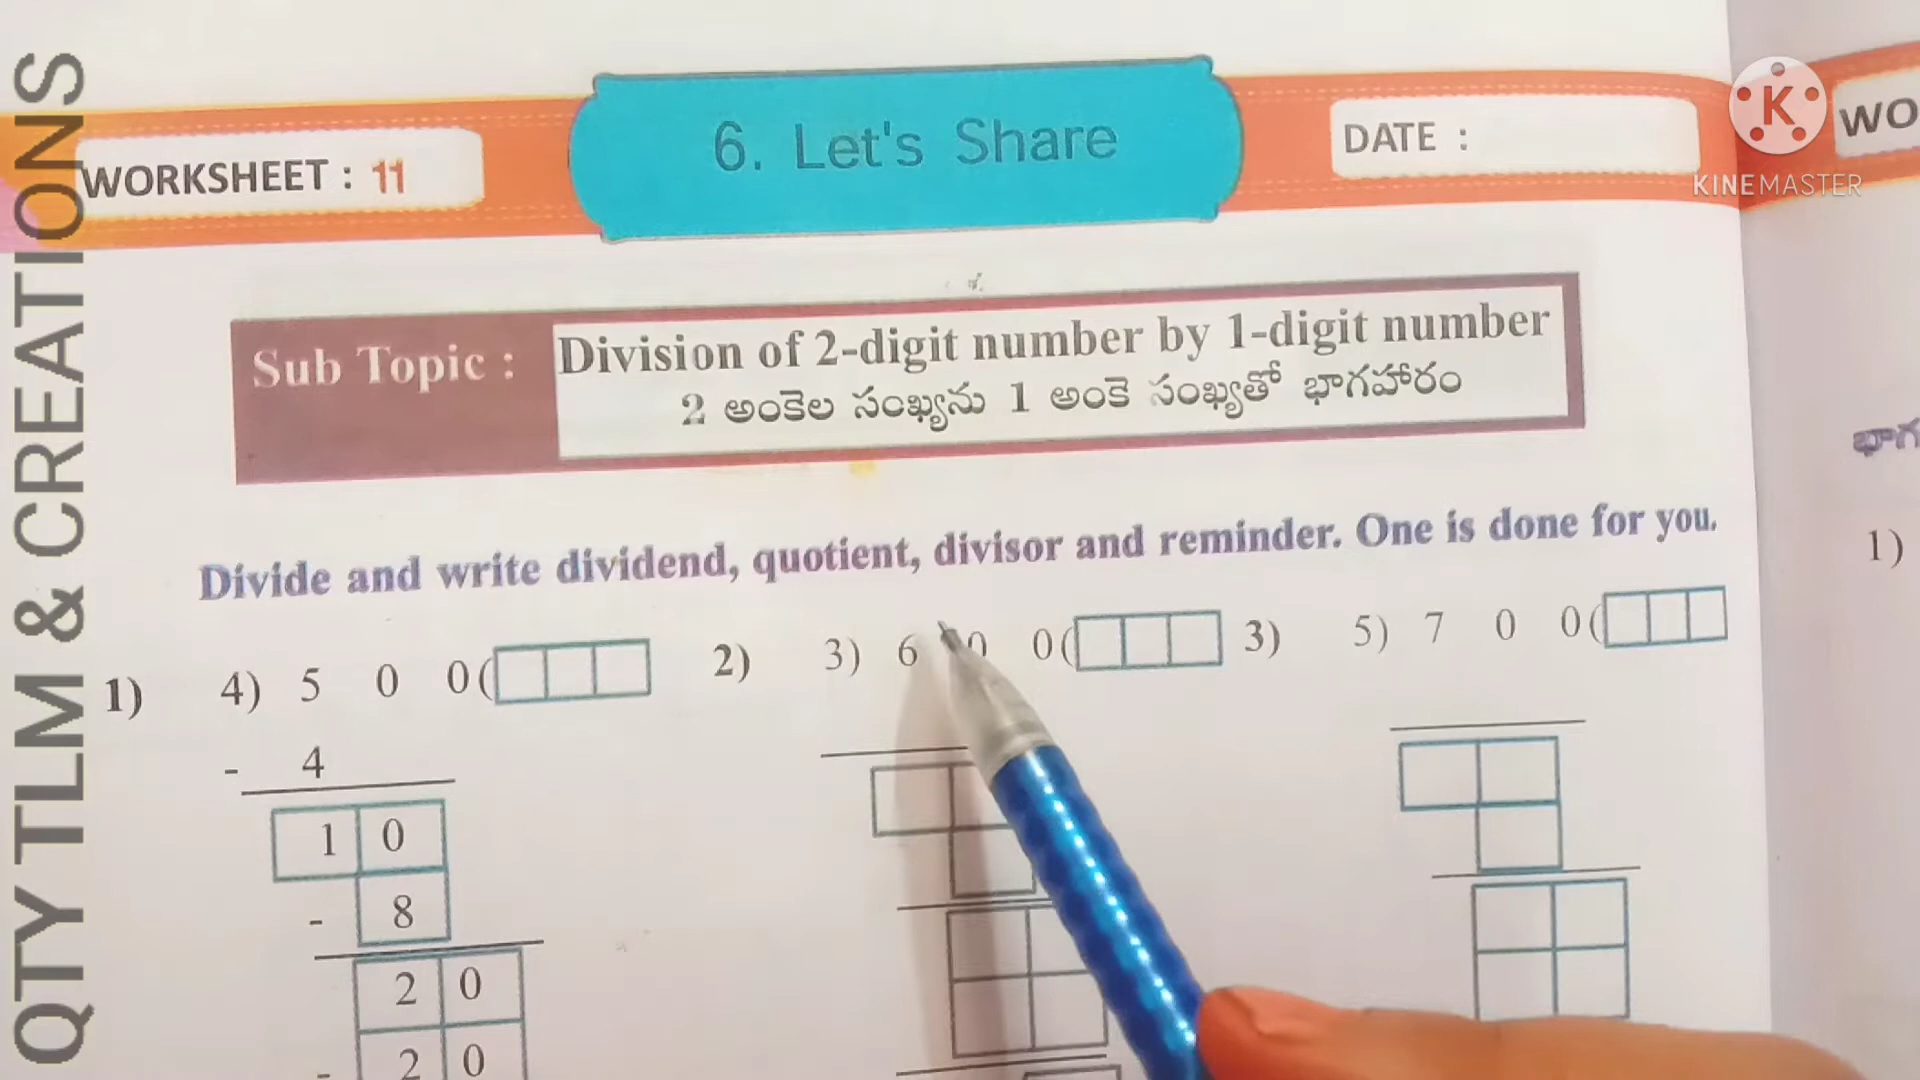 QTY TLM & CREATIONS
WORKSHEET : 11
6. Let's Share
DATE :
K
KINEMASTER
WO
Sub Topic :
Division of 2-digit number by 1-digit number
2 అంకెల సంఖ్యను 1 అంకె సంఖ్యతో భాగహారం
భాగ
Divide and write dividend, quotient, divisor and reminder. One is done for you.
1)
1) 4) 5 0 0(
2) 3) 6 0 0(
3) 5) 7 0 0(
- 4
1 0
- 8
2 0
- 2 0